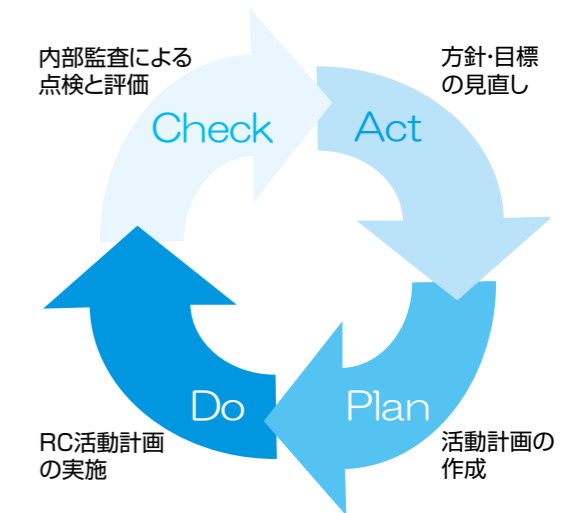 内部監査による
点検と評価
方針・目標
の見直し
Check
Act
Do
Plan
RC活動計画
の実施
活動計画の
作成